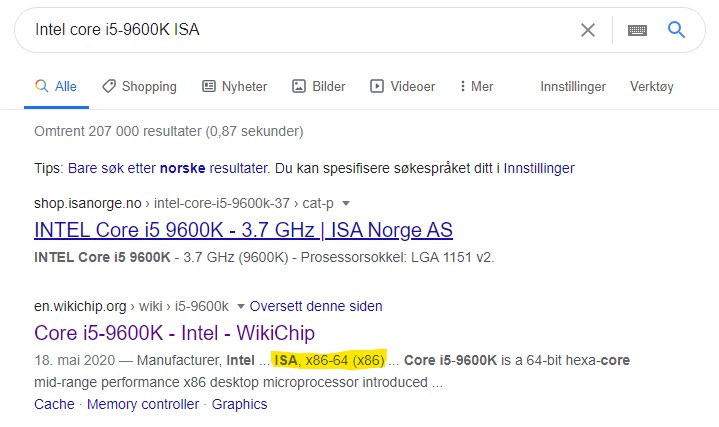 Intel core i5-9600K ISA
Alle Shopping Nyheter Bilder Videoer Mer Innstillinger Verktøy
Omtrent 207 000 resultater (0,87 sekunder)
Tips: Bare søk etter norske resultater. Du kan spesifisere søkespråket ditt i Innstillinger
shop.isanorge.no › intel-core-i5-9600k-37 › cat-p
INTEL Core i5 9600K - 3.7 GHz | ISA Norge AS
INTEL Core i5 9600K - 3.7 GHz (9600K) - Prosessorsokkel: LGA 1151 v2.
en.wikichip.org › wiki › i5-9600k Oversett denne siden
Core i5-9600K - Intel - WikiChip
18. mai 2020 — Manufacturer, Intel ... ISA, x86-64 (x86) ... Core i5-9600K is a 64-bit hexa-core
mid-range performance x86 desktop microprocessor introduced ...
Cache · Memory controller · Graphics